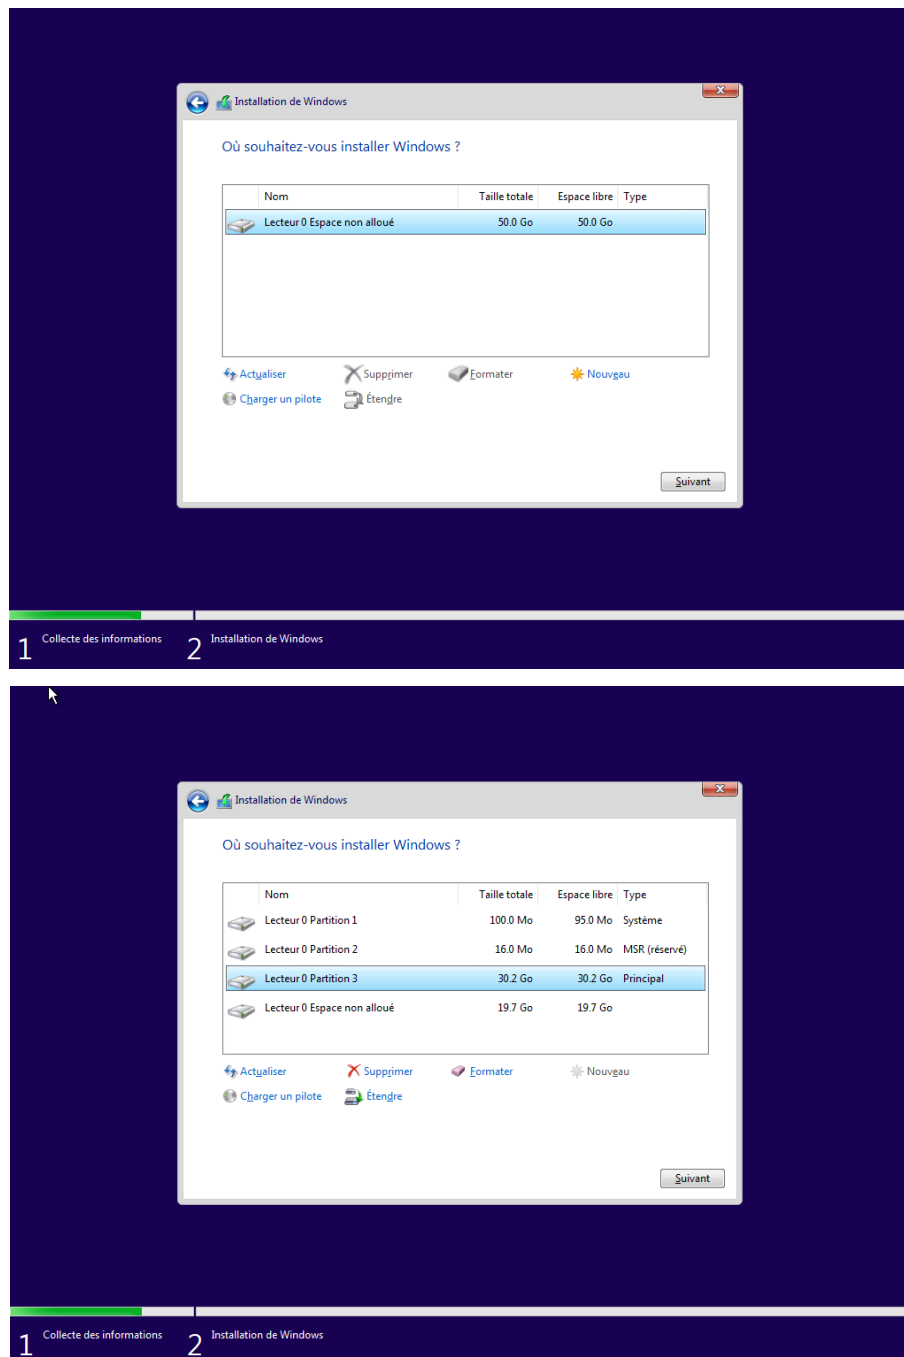 Installation de Windows
Où souhaitez-vous installer Windows ?
Nom Taille totale Espace libre Type
Lecteur 0 Espace non alloué 50.0 Go 50.0 Go
Actualiser Supprimer Formater Nouveau
Charger un pilote Étendre
Suivant
1 Collecte des informations 2 Installation de Windows
Installation de Windows
Où souhaitez-vous installer Windows ?
Nom Taille totale Espace libre Type
Lecteur 0 Partition 1 100.0 Mo 95.0 Mo Système
Lecteur 0 Partition 2 16.0 Mo 16.0 Mo MSR (réservé)
Lecteur 0 Partition 3 30.2 Go 30.2 Go Principal
Lecteur 0 Espace non alloué 19.7 Go 19.7 Go
Actualiser Supprimer Formater Nouveau
Charger un pilote Étendre
Suivant
1 Collecte des informations 2 Installation de Windows